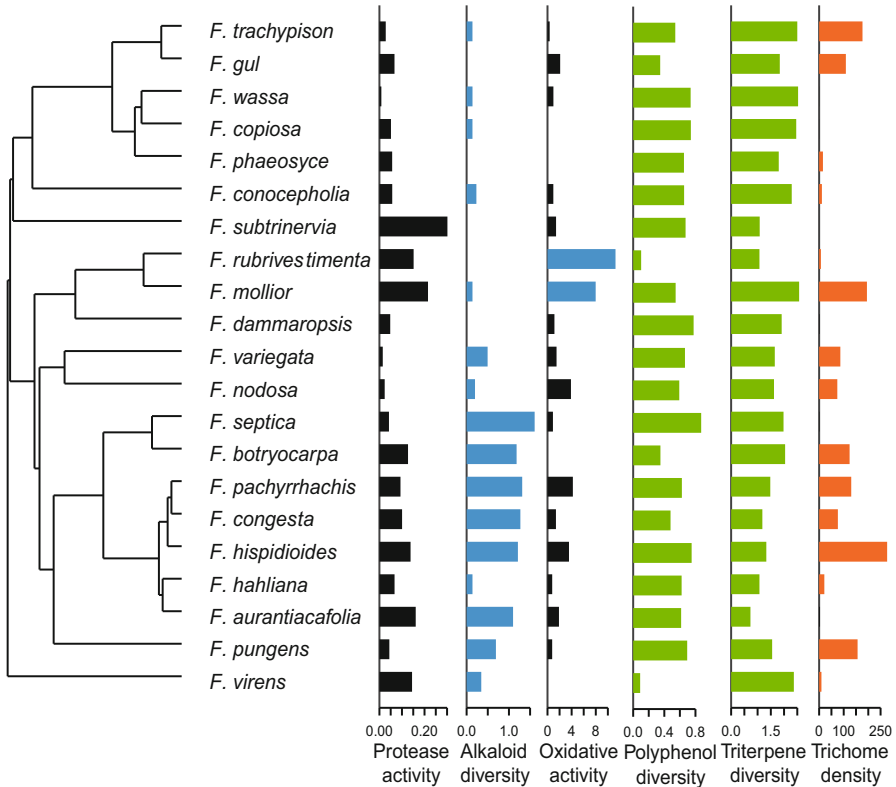 F. trachypison
F. gul
F. wassa
F. copiosa
F. phaeosyce
F. conocepholia
F. subtrinervia
F. rubrivestimenta
F. mollior
F. dammaropsis
F. variegata
F. nodosa
F. septica
F. botryocarpa
F. pachyrrhachis
F. congesta
F. hispidioides
F. hahliana
F. aurantiacafolia
F. pungens
F. virens
0.00 0.20
Protease
activity
0.0 1.0
Alkaloid
diversity
0 4 8
Oxidative
activity
0.0 0.4 0.8
Polyphenol
diversity
0.0 1.5
Triterpene
diversity
0 100 250
Trichome
density